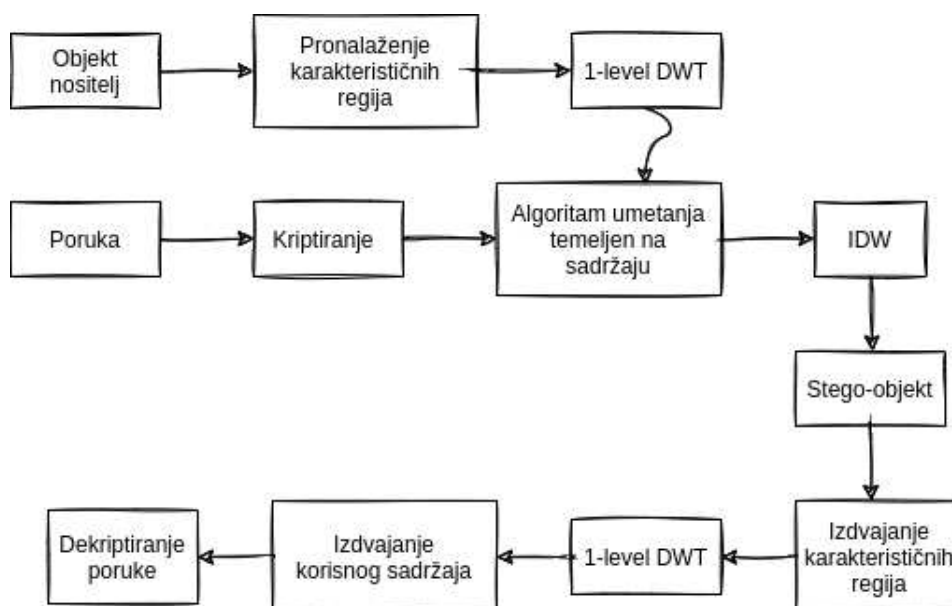 Objekt
nositelj
Pronalaženje
karakterističnih
regija
1-level DWT
Poruka
Kriptiranje
Algoritam umetanja
temeljen na
sadržaju
IDW
Stego-objekt
Izdvajanje
karakterističnih
regija
1-level DWT
Izdvajanje
korisnog sadržaja
Dekriptiranje
poruke